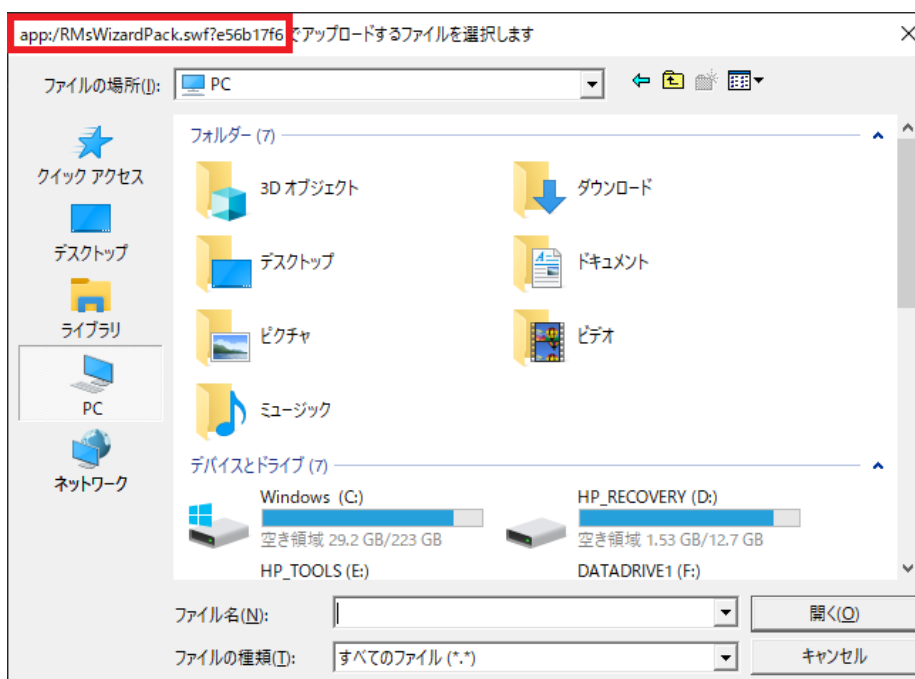 app:/RMsWizardPack.swf?e56b17f6 でアップロードするファイルを選択します
ファイルの場所(I):
PC
クイック アクセス
デスクトップ
ライブラリ
PC
ネットワーク
フォルダー (7)
3D オブジェクト
ダウンロード
デスクトップ
ドキュメント
ピクチャ
ビデオ
ミュージック
デバイスとドライブ (7)
Windows (C:)
空き領域 29.2 GB/223 GB
HP_RECOVERY (D:)
空き領域 1.53 GB/12.7 GB
HP_TOOLS (E:)
DATADRIVE1 (F:)
ファイル名(N):
開く(O)
ファイルの種類(T):
すべてのファイル (*.*)
キャンセル